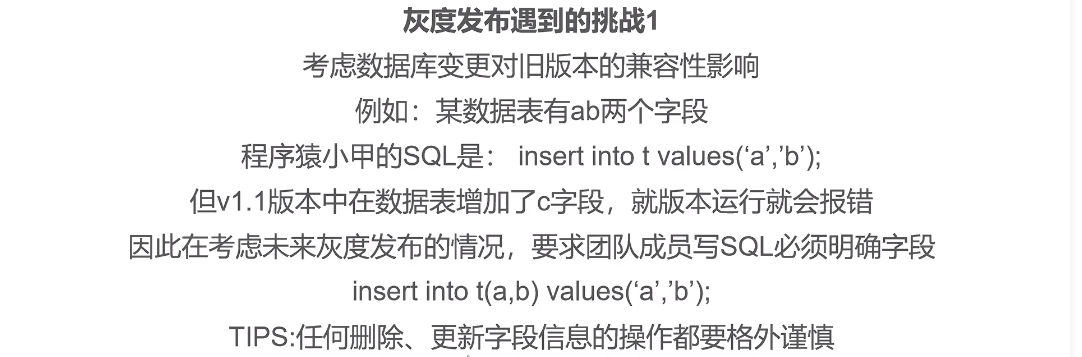 灰度发布遇到的挑战1
考虑数据库变更对旧版本的兼容性影响
例如：某数据表有ab两个字段
程序猿小甲的SQL是： insert into t values(‘a’,’b’);
但v1.1版本中在数据表增加了c字段，就版本运行就会报错
因此在考虑未来灰度发布的情况，要求团队成员写SQL必须明确字段
insert into t(a,b) values(‘a’,’b’);
TIPS:任何删除、更新字段信息的操作都要格外谨慎